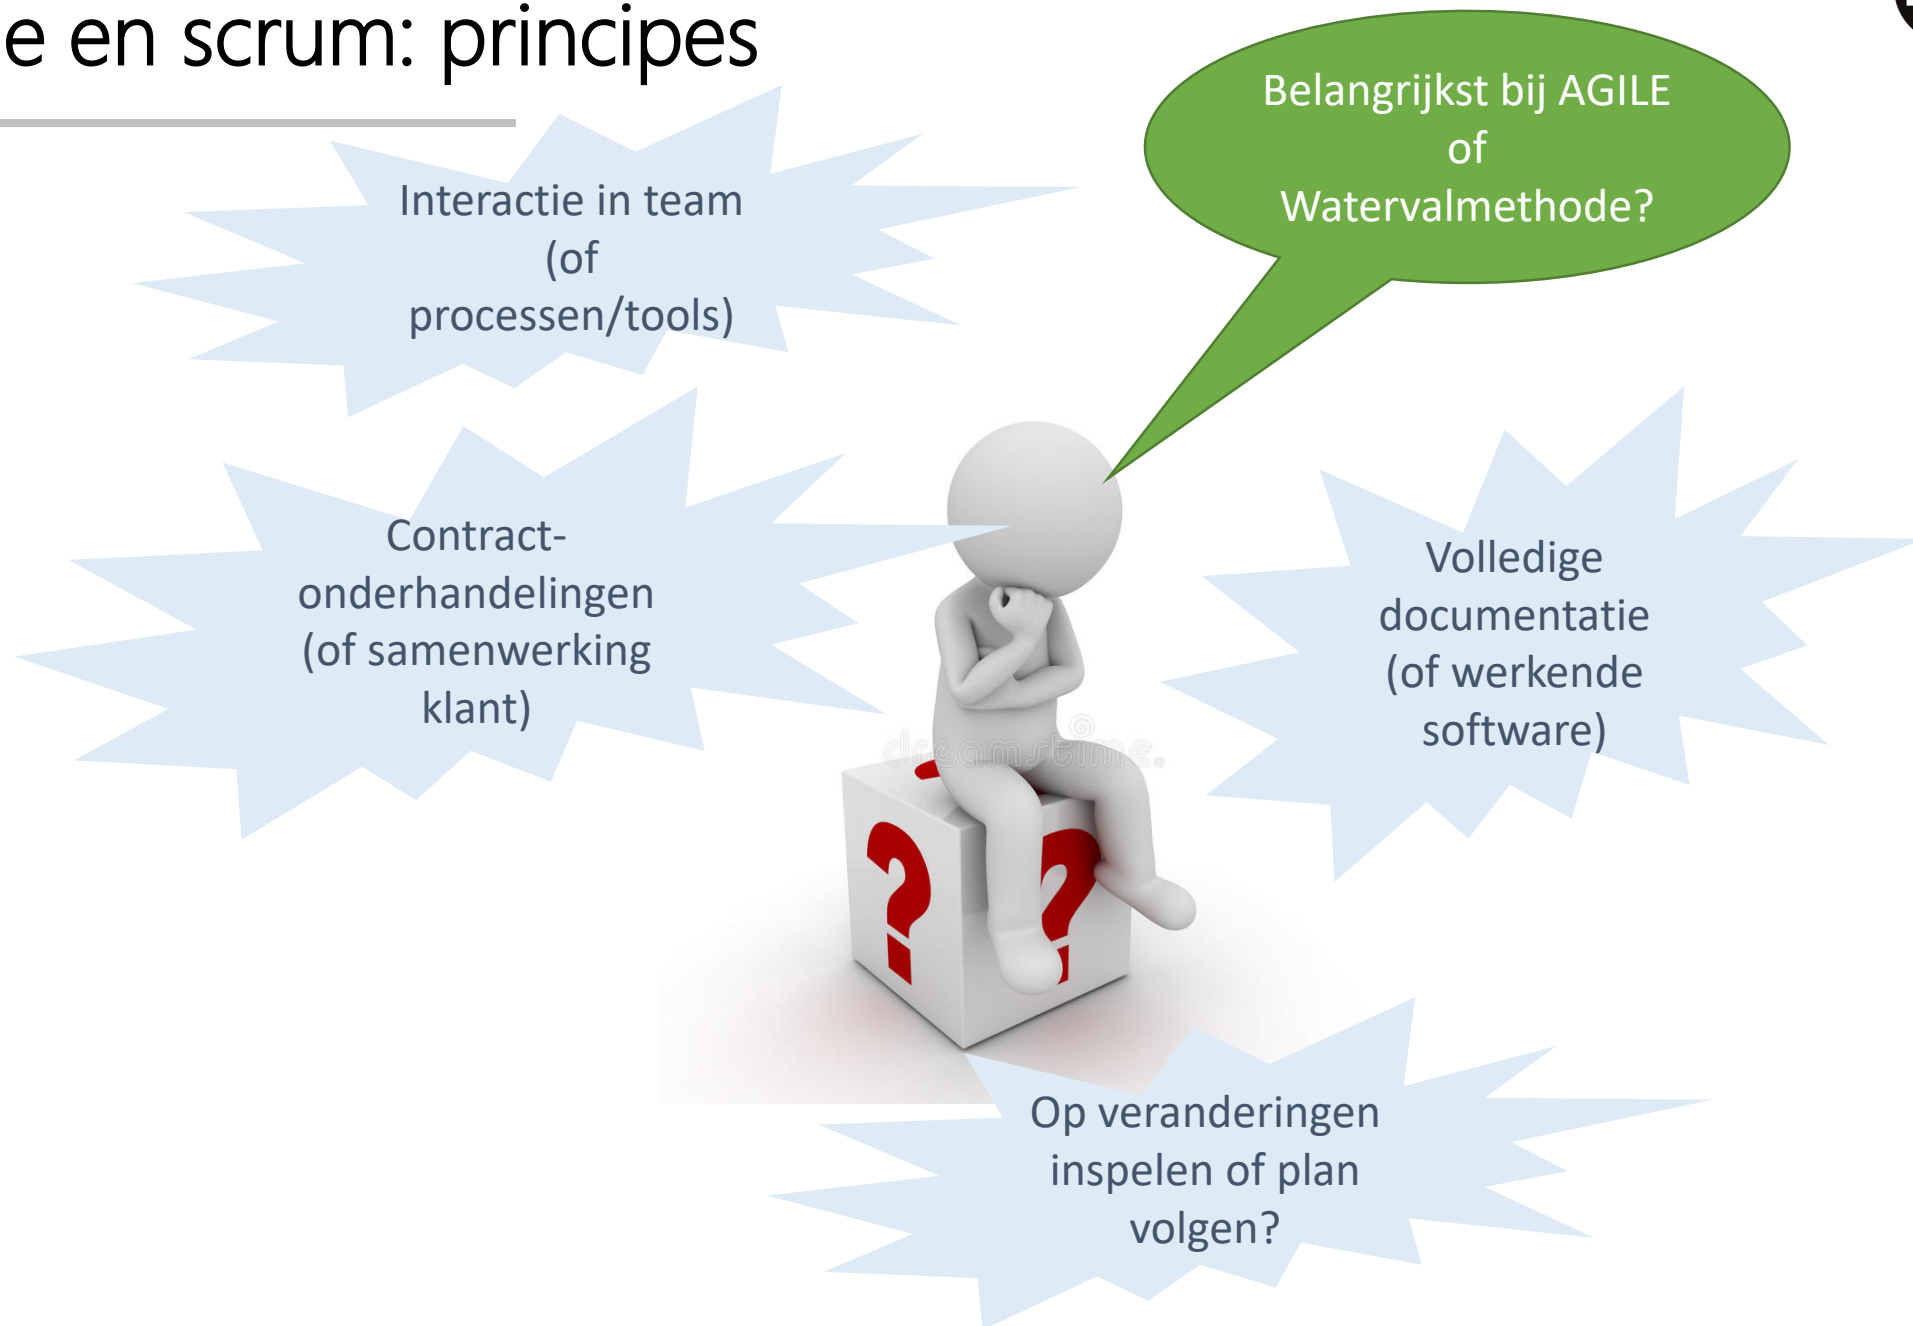 e en scrum: principes
Belangrijkst bij AGILE
of
Watervalmethode?
Interactie in team
(of
processen/tools)
Contract-
onderhandelingen
(of samenwerking
klant)
Volledige
documentatie
(of werkende
software)
dreamstime.
Op veranderingen
inspelen of plan
volgen?